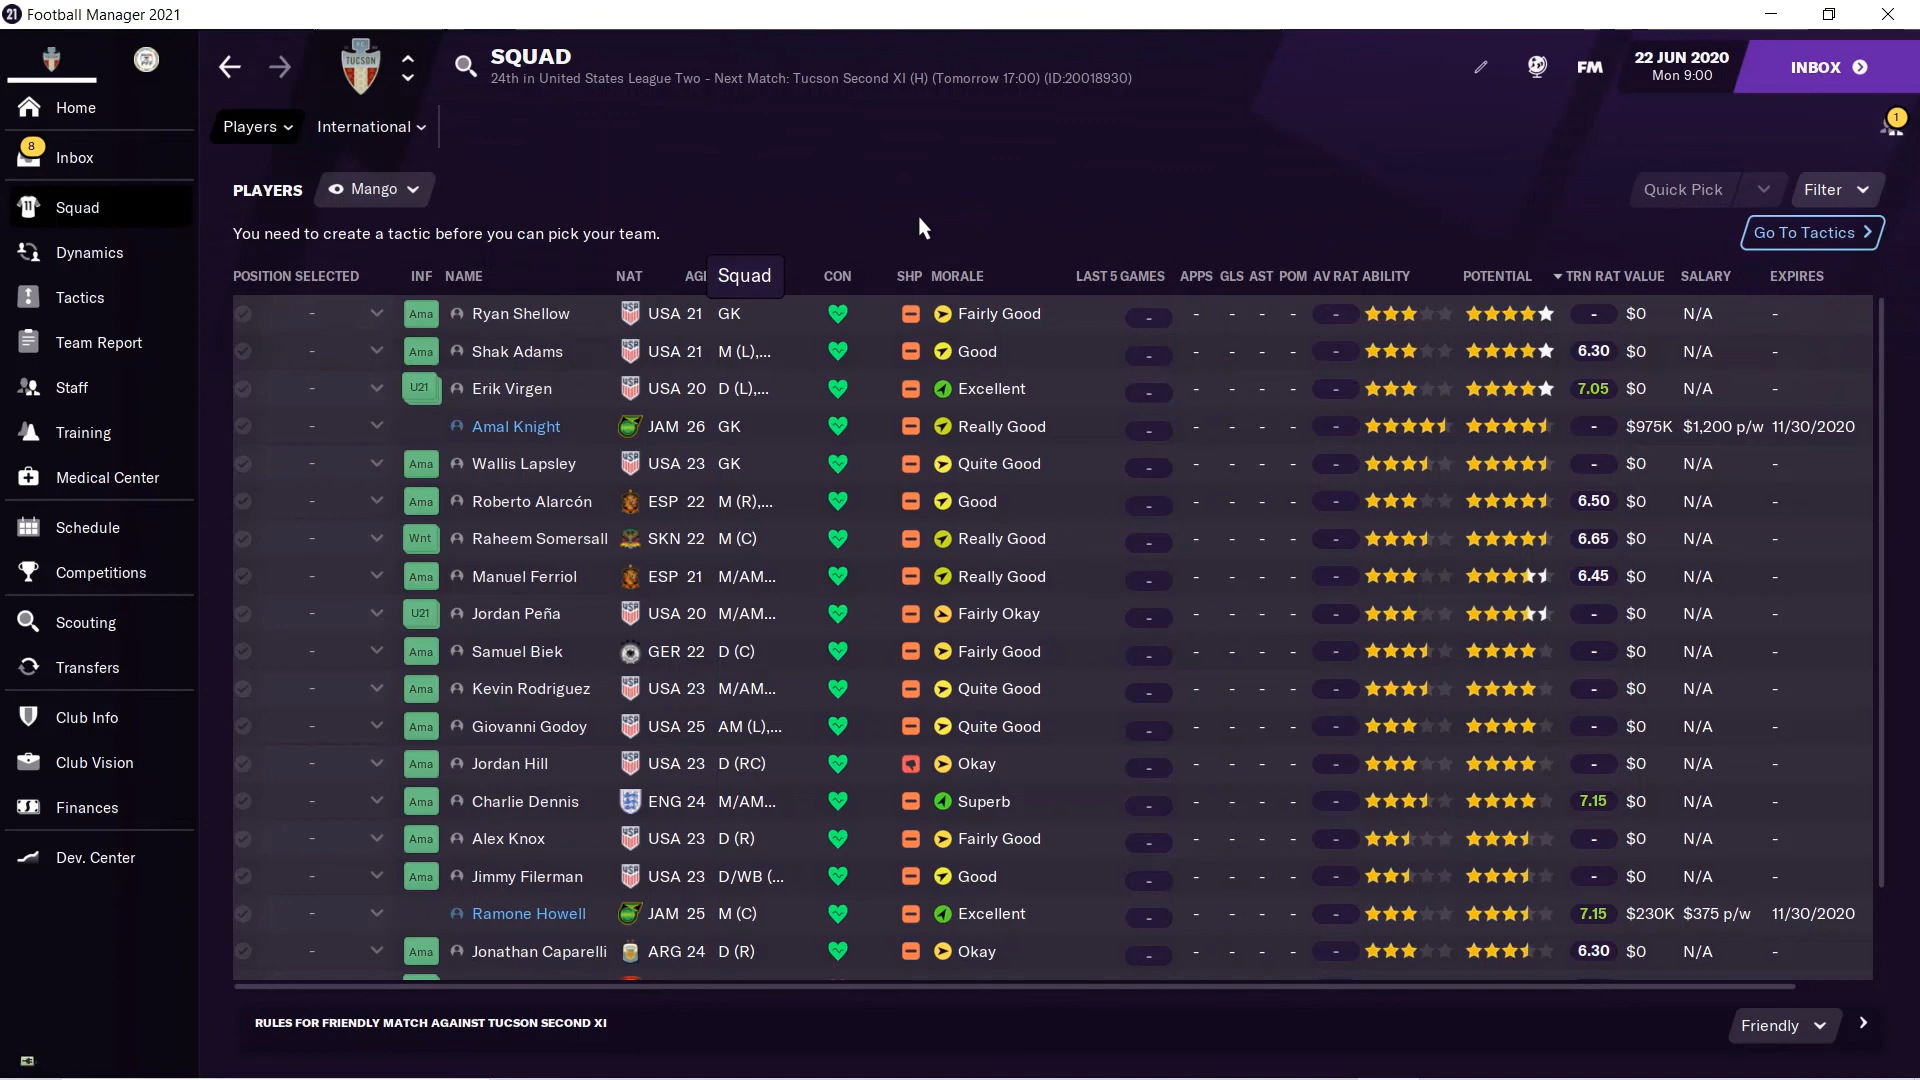 21 Football Manager 2021
SQUAD
24th in United States League Two - Next Match: Tucson Second XI (H) (Tomorrow 17:00) (ID:20018930)
FM
22 JUN 2020
Mon 9:00
INBOX
Home
8
Inbox
Squad
Dynamics
Tactics
Team Report
Staff
Training
Medical Center
Schedule
Competitions
Scouting
Transfers
Club Info
Club Vision
Finances
Dev. Center
TUCSON
Players International
1
PLAYERS Mango
Quick Pick Filter
You need to create a tactic before you can pick your team.
Go To Tactics
Squad
POSITION SELECTED INF NAME NAT AGE CON SHP MORALE LAST 5 GAMES APPS GLS AST POM AV RAT ABILITY POTENTIAL TRN RAT VALUE SALARY EXPIRES
- Ama Ryan Shellow USA 21 GK Fairly Good - - - - - - - $0 N/A -
- Ama Shak Adams USA 21 M (L),... Good - - - - - - 6.30 $0 N/A -
- U21 Erik Virgen USA 20 D (L),... Excellent - - - - - - 7.05 $0 N/A -
- Amal Knight JAM 26 GK Really Good - - - - - - - $975K $1,200 p/w 11/30/2020
- Ama Wallis Lapsley USA 23 GK Quite Good - - - - - - - $0 N/A -
- Ama Roberto Alarcón ESP 22 M (R),... Good - - - - - - 6.50 $0 N/A -
- Wnt Raheem Somersall SKN 22 M (C) Really Good - - - - - - 6.65 $0 N/A -
- Ama Manuel Ferriol ESP 21 M/AM... Really Good - - - - - - 6.45 $0 N/A -
- U21 Jordan Peña USA 20 M/AM... Fairly Okay - - - - - - - $0 N/A -
- Ama Samuel Biek GER 22 D (C) Fairly Good - - - - - - - $0 N/A -
- Ama Kevin Rodriguez USA 23 M/AM... Quite Good - - - - - - - $0 N/A -
- Ama Giovanni Godoy USA 25 AM (L),... Quite Good - - - - - - - $0 N/A -
- Ama Jordan Hill USA 23 D (RC) Okay - - - - - - - $0 N/A -
- Ama Charlie Dennis ENG 24 M/AM... Superb - - - - - - 7.15 $0 N/A -
- Ama Alex Knox USA 23 D (R) Fairly Good - - - - - - - $0 N/A -
- Ama Jimmy Filerman USA 23 D/WB (... Good - - - - - - - $0 N/A -
- Ramone Howell JAM 25 M (C) Excellent - - - - - - 7.15 $230K $375 p/w 11/30/2020
- Ama Jonathan Caparelli ARG 24 D (R) Okay - - - - - - 6.30 $0 N/A -
RULES FOR FRIENDLY MATCH AGAINST TUCSON SECOND XI
Friendly